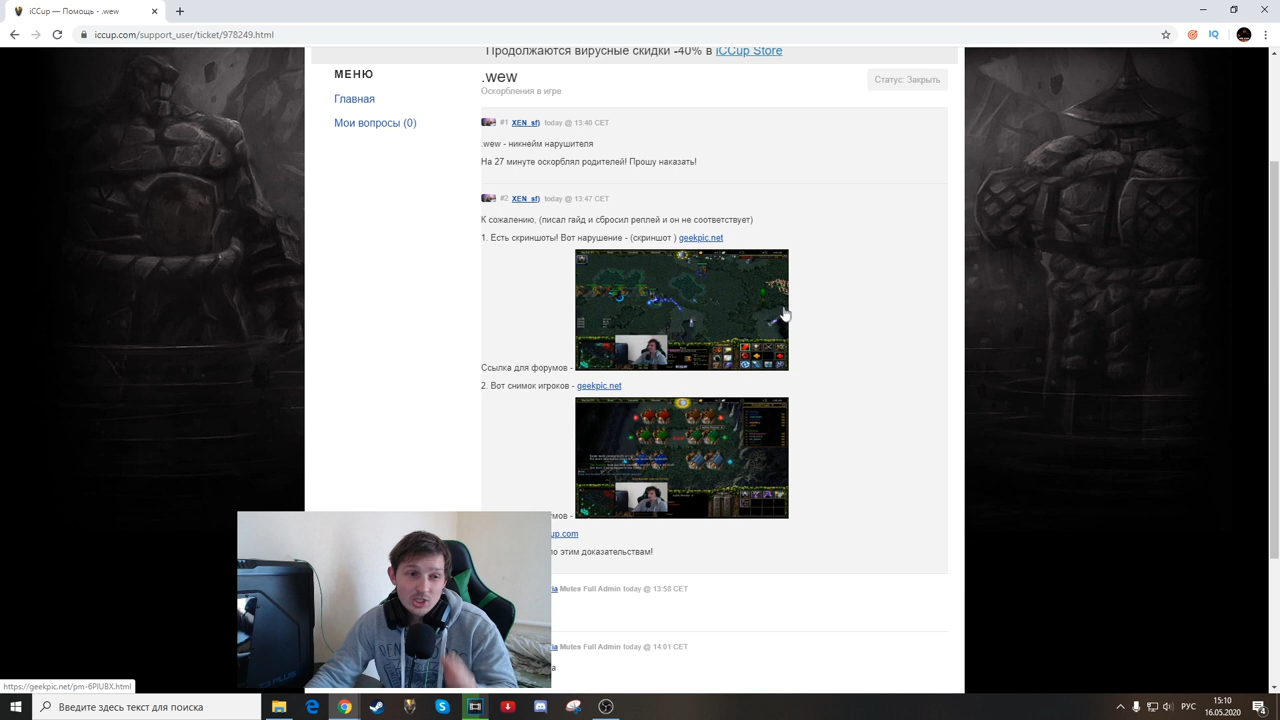 iCCup — Помощь - .wew
iccup.com/support_user/ticket/978249.html
Продолжаются вирусные скидки -40% в iCCup Store
МЕНЮ
Главная
Мои вопросы (0)
.wew
Оскорбления в игре
Статус: Закрыть
#1 XEN_sf) today @ 13:40 CET
.wew - никнейм нарушителя
На 27 минуте оскорблял родителей! Прошу наказать!
#2 XEN_sf) today @ 13:47 CET
К сожалению, (писал гайд и сбросил реплей и он не соответствует)
1. Есть скриншоты! Вот нарушение - (скриншот ) geekpic.net
Ссылка для форумов -
2. Вот снимок игроков - geekpic.net
умов -
up.com
по этим доказательствам!
ia Mutes Full Admin today @ 13:58 CET
ia Mutes Full Admin today @ 14:01 CET
а
https://geekpic.net/pm-6PIUBX.html
Введите здесь текст для поиска
РУС
15:10
16.05.2020
4